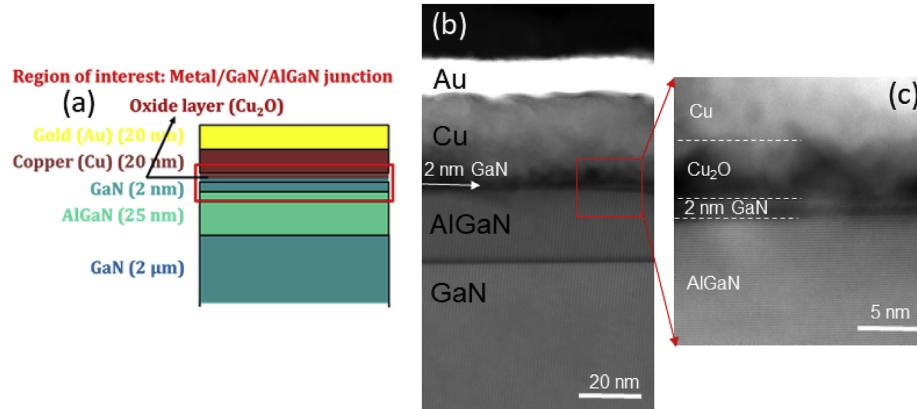 Region of interest: Metal/GaN/AlGaN junction
(a)
Oxide layer (Cu₂O)
Gold (Au) (20 nm)
Copper (Cu) (20 nm)
GaN (2 nm)
AlGaN (25 nm)
GaN (2 μm)
(b)
Au
Cu
2 nm GaN
AlGaN
GaN
20 nm
(c)
Cu
Cu₂O
2 nm GaN
AlGaN
5 nm